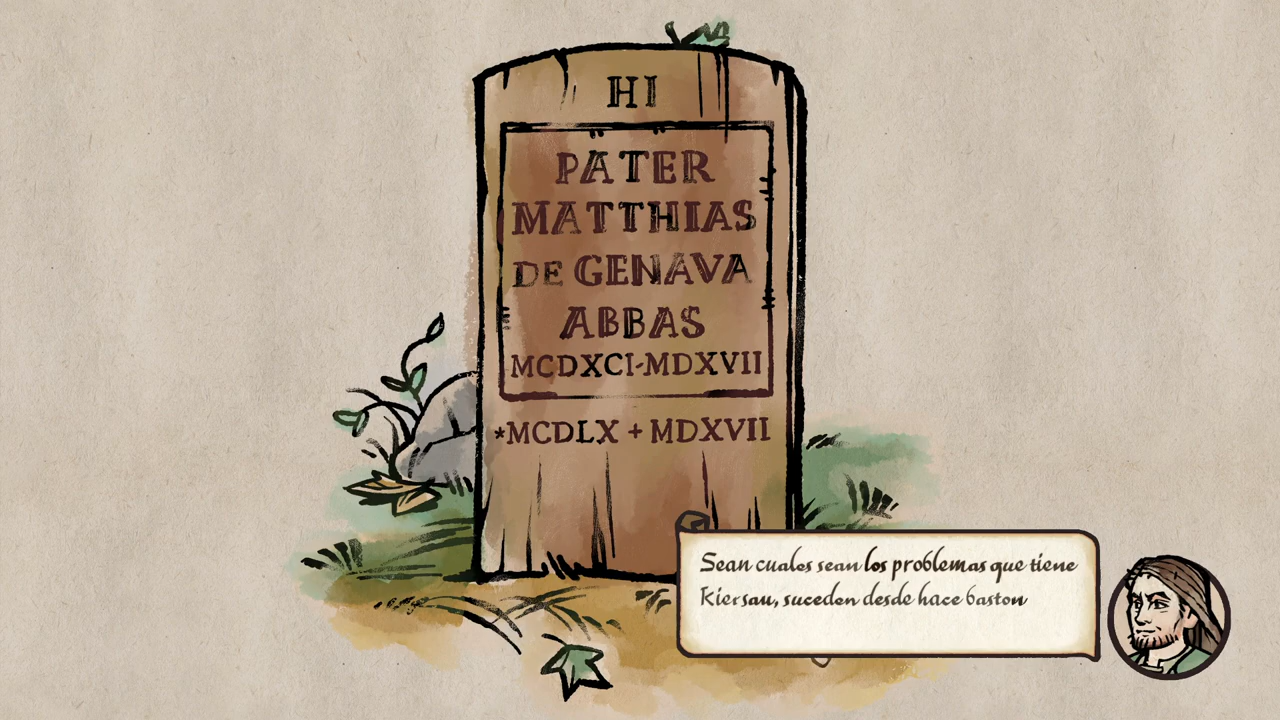 HI
PATER
MATTHIAS
DE GENAVA
ABBAS
MCDXCI-MDXVII
*MCDLX + MDXVII
Sean cuales sean los problemas que tiene
Kiersau, suceden desde hace baston